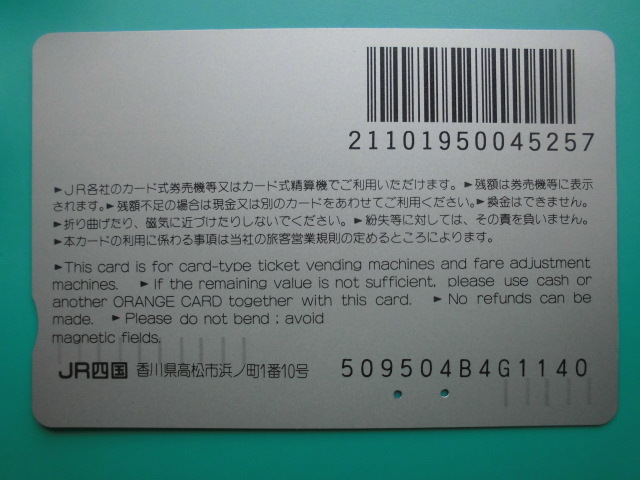 21101950045257
►JR各社のカード式券売機等又はカード式精算機でご利用いただけます。►残額は券売機等に表示
されます。►残額不足の場合は現金又は別のカードをあわせてご利用ください。►換金はできません。
►折り曲げたり、磁気に近づけたりしないでください。►紛失等に対しては、その責を負いません。
►本カードの利用に係わる事項は当社の旅客営業規則の定めるところによります。
►This card is for card-type ticket vending machines and fare adjustment
machines. ►If the remaining value is not sufficient, please use cash or
another ORANGE CARD together with this card. ►No refunds can be
made. ►Please do not bend ; avoid
magnetic fields.
JR四国 香川県高松市浜ノ町1番10号 509504B4G1140